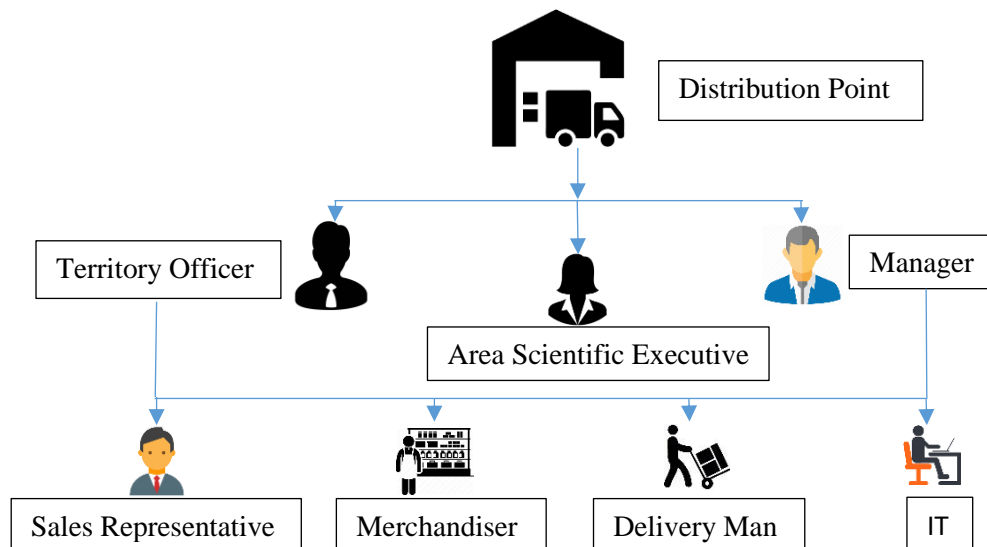 Distribution Point
Territory Officer
Manager
Area Scientific Executive
Sales Representative
Merchandiser
Delivery Man
IT